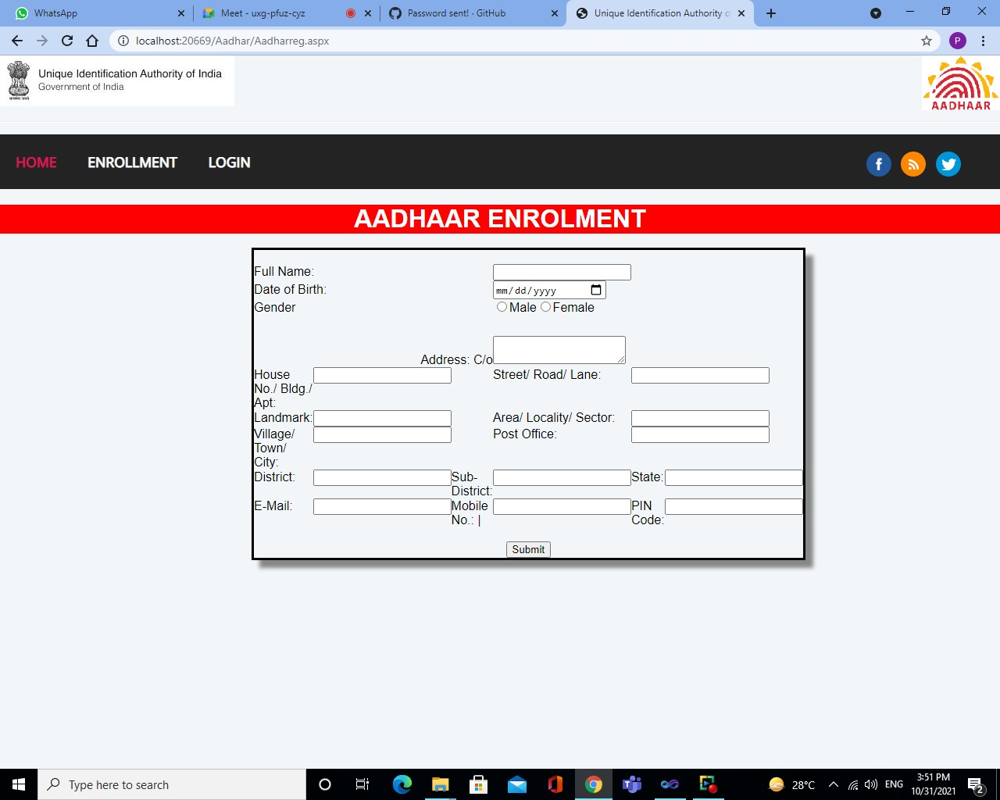 WhatsApp
Meet - uxg-pfuz-cyz
Password sent! · GitHub
Unique Identification Authority o
localhost:20669/Aadhar/Aadharreg.aspx
P
Unique Identification Authority of India
Government of India
AADHAAR
HOME ENROLLMENT LOGIN
AADHAAR ENROLMENT
Full Name:
Date of Birth: mm/dd/yyyy
Gender Male Female
Address: C/o
House No./ Bldg./ Apt: Street/ Road/ Lane:
Landmark: Area/ Locality/ Sector:
Village/ Town/ City: Post Office:
District: Sub-District: State:
E-Mail: Mobile No.: | PIN Code:
Submit
Type here to search
28°C
ENG
3:51 PM
10/31/2021
2